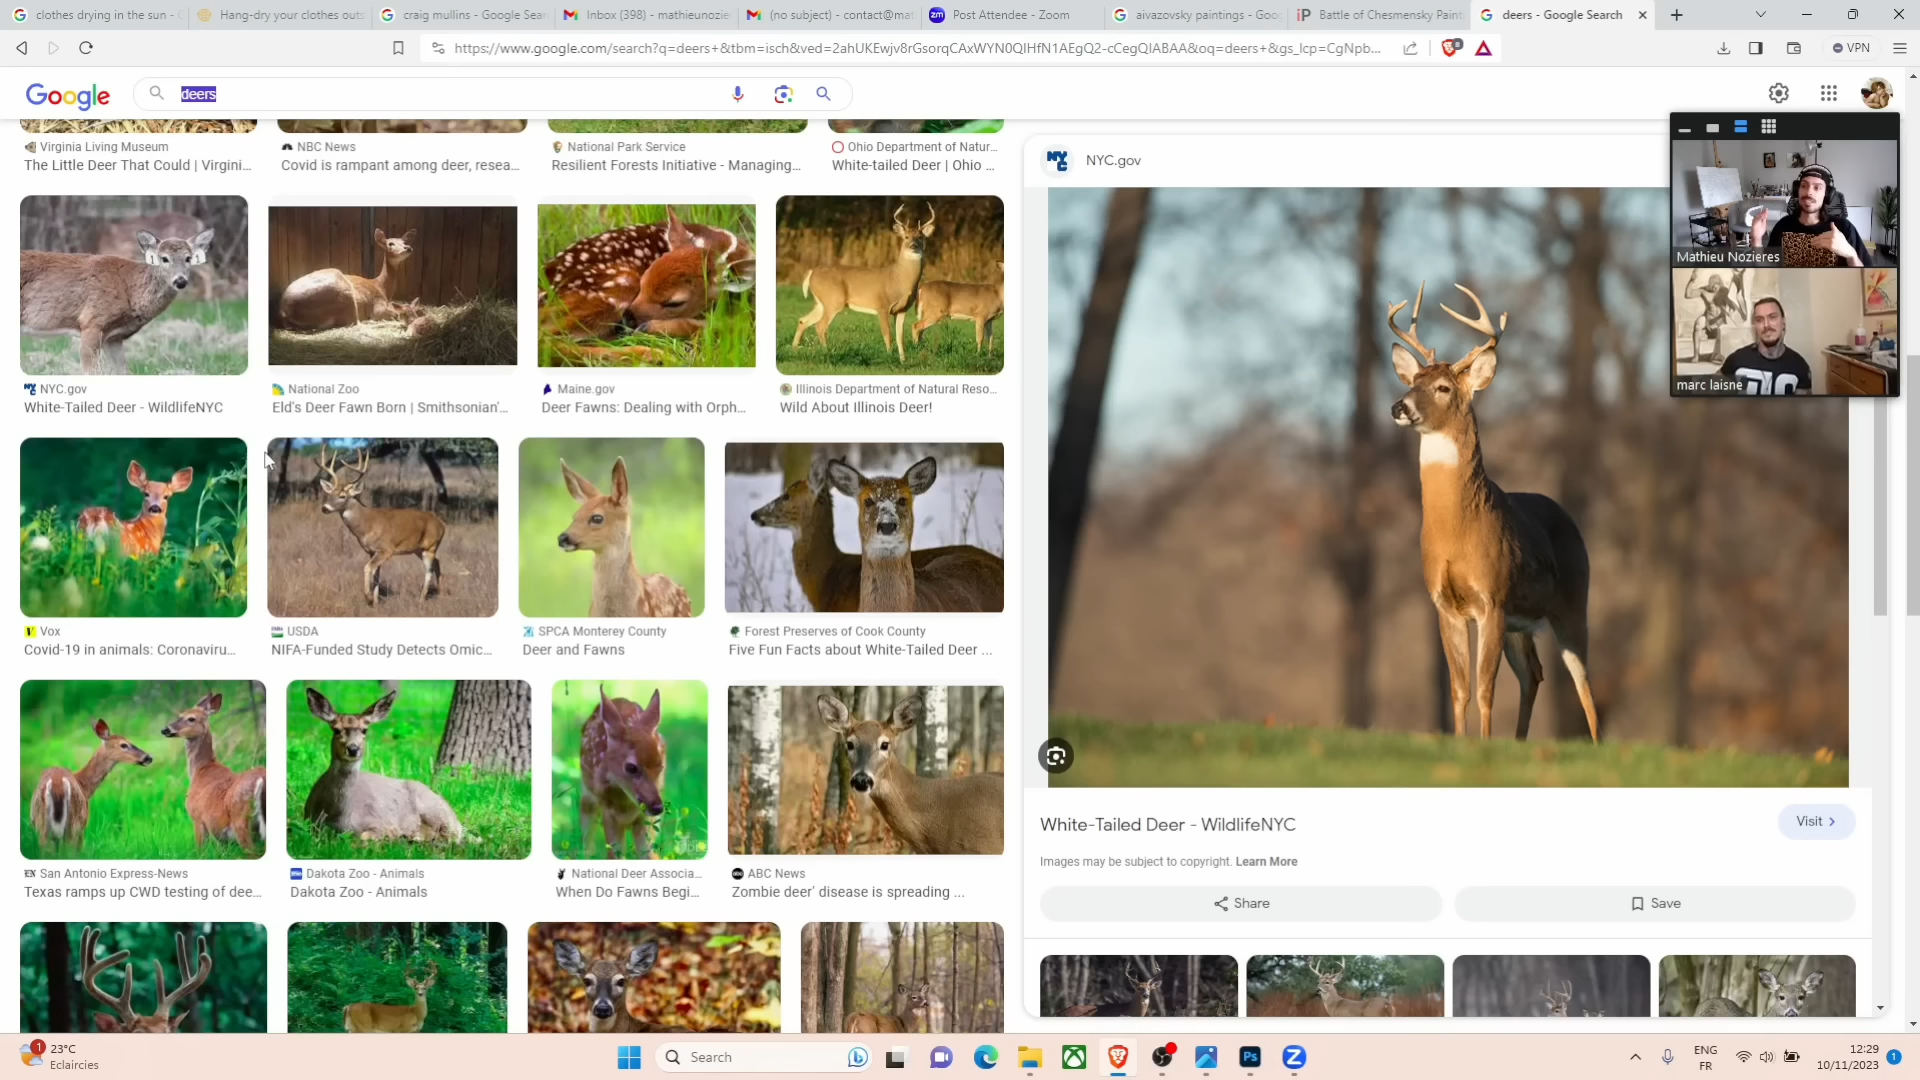 clothes drying in the sun - G
Hang-dry your clothes outs
craig mullins - Google Sear
Inbox (398) - mathieunozie
(no subject) - contact@mat
zm Post Attendee - Zoom
aivazovsky paintings - Goog
iP Battle of Chesmensky Painti
deers - Google Search
https://www.google.com/search?q=deers+&tbm=isch&ved=2ahUKEwjv8rGsorqCAxWYN0QIHfN1AEgQ2-cCegQIABAA&oq=deers+&gs_lcp=CgNpb...
VPN
Google
deers
Virginia Living Museum
The Little Deer That Could | Virgini...
NBC News
Covid is rampant among deer, resea...
National Park Service
Resilient Forests Initiative - Managing...
Ohio Department of Natur...
White-tailed Deer | Ohio ...
NYC.gov
White-Tailed Deer - WildlifeNYC
National Zoo
Eld's Deer Fawn Born | Smithsonian'...
Maine.gov
Deer Fawns: Dealing with Orph...
Illinois Department of Natural Reso...
Wild About Illinois Deer!
Vox
Covid-19 in animals: Coronaviru...
USDA
NIFA-Funded Study Detects Omic...
SPCA Monterey County
Deer and Fawns
Forest Preserves of Cook County
Five Fun Facts about White-Tailed Deer ...
San Antonio Express-News
Texas ramps up CWD testing of dee...
Dakota Zoo - Animals
Dakota Zoo - Animals
National Deer Associa...
When Do Fawns Begi...
ABC News
Zombie deer' disease is spreading ...
NYC
NYC.gov
Mathieu Nozieres
marc laisne
White-Tailed Deer - WildlifeNYC
Visit
Images may be subject to copyright. Learn More
Share
Save
1
23°C
Eclaircies
Search
Ps
ENG
FR
12:29
10/11/2023
1